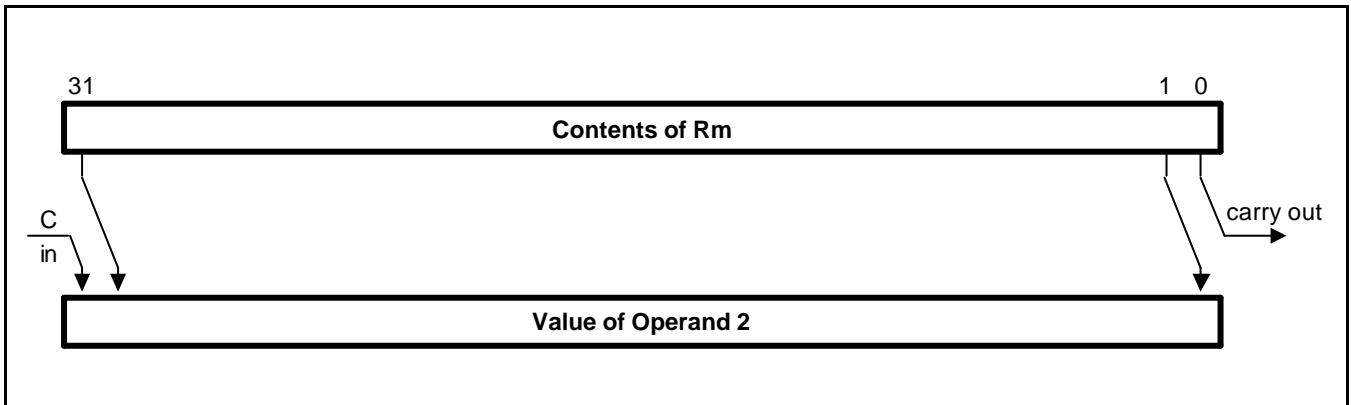 31
1 0
Contents of Rm
C
in
carry out
Value of Operand 2